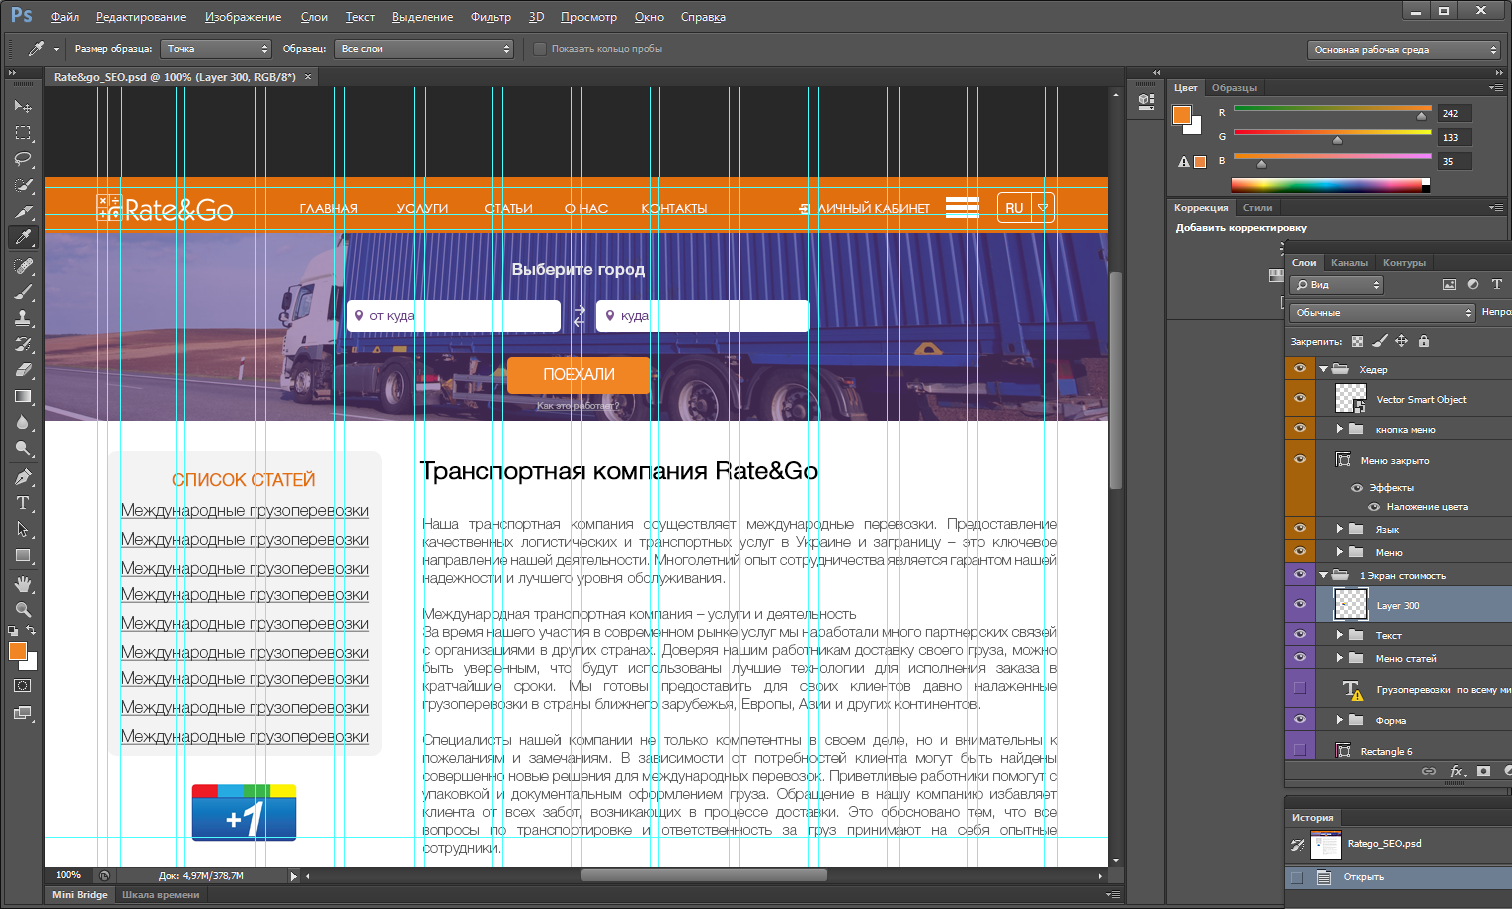 Ps Файл Редактирование Изображение Слои Текст Выделение Фильтр 3D Просмотр Окно Справка
Размер образца: Точка Образец: Все слои Показать кольцо пробы Основная рабочая среда
Rate&go_SEO.psd @ 100% (Layer 300, RGB/8*) ×
Rate&Go ГЛАВНАЯ УСЛУГИ СТАТЬИ О НАС КОНТАКТЫ ЛИЧНЫЙ КАБИНЕТ RU
Выберите город
от куда куда
ПОЕХАЛИ
Как это работает?
СПИСОК СТАТЕЙ
Международные грузоперевозки
Международные грузоперевозки
Международные грузоперевозки
Международные грузоперевозки
Международные грузоперевозки
Международные грузоперевозки
Международные грузоперевозки
Международные грузоперевозки
Международные грузоперевозки
+1
Транспортная компания Rate&Go
Наша транспортная компания осуществляет международные перевозки. Предоставление
качественных логистических и транспортных услуг в Украине и заграницу – это ключевое
направление нашей деятельности. Многолетний опыт сотрудничества является гарантом нашей
надежности и лучшего уровня обслуживания.
Международная транспортная компания – услуги и деятельность
За время нашего участия в современном рынке услуг мы наработали много партнерских связей
с организациями в других странах. Доверяя нашим работникам доставку своего груза, можно
быть уверенным, что будут использованы лучшие технологии для исполнения заказа в
кратчайшие сроки. Мы готовы предоставить для своих клиентов давно налаженные
грузоперевозки в страны ближнего зарубежья, Европы, Азии и других континентов.
Специалисты нашей компании не только компетентны в своем деле, но и внимательны к
пожеланиям и замечаниям. В зависимости от потребностей клиента могут быть найдены
совершенно новые решения для международных перевозок. Приветливые работники помогут с
упаковкой и документальным оформлением груза. Обращение в нашу компанию избавляет
клиента от всех забот, возникающих в процессе доставки. Это обосновано тем, что все
вопросы по транспортировке и ответственность за груз принимают на себя опытные
сотрудники.
100% Док: 4,97M/378,7M
Mini Bridge Шкала времени
Цвет Образцы
R 242
G 133
B 35
Коррекция Стили
Добавить корректировку
Слои Каналы Контуры
Вид
Обычные Непро
Закрепить:
Хедер
Vector Smart Object
кнопка меню
Меню закрыто
Эффекты
Наложение цвета
Язык
Меню
1 Экран стоимость
Layer 300
Текст
Меню статей
Грузоперевозки по всему ми
Форма
Rectangle 6
fx
История
Ratego_SEO.psd
Открыть